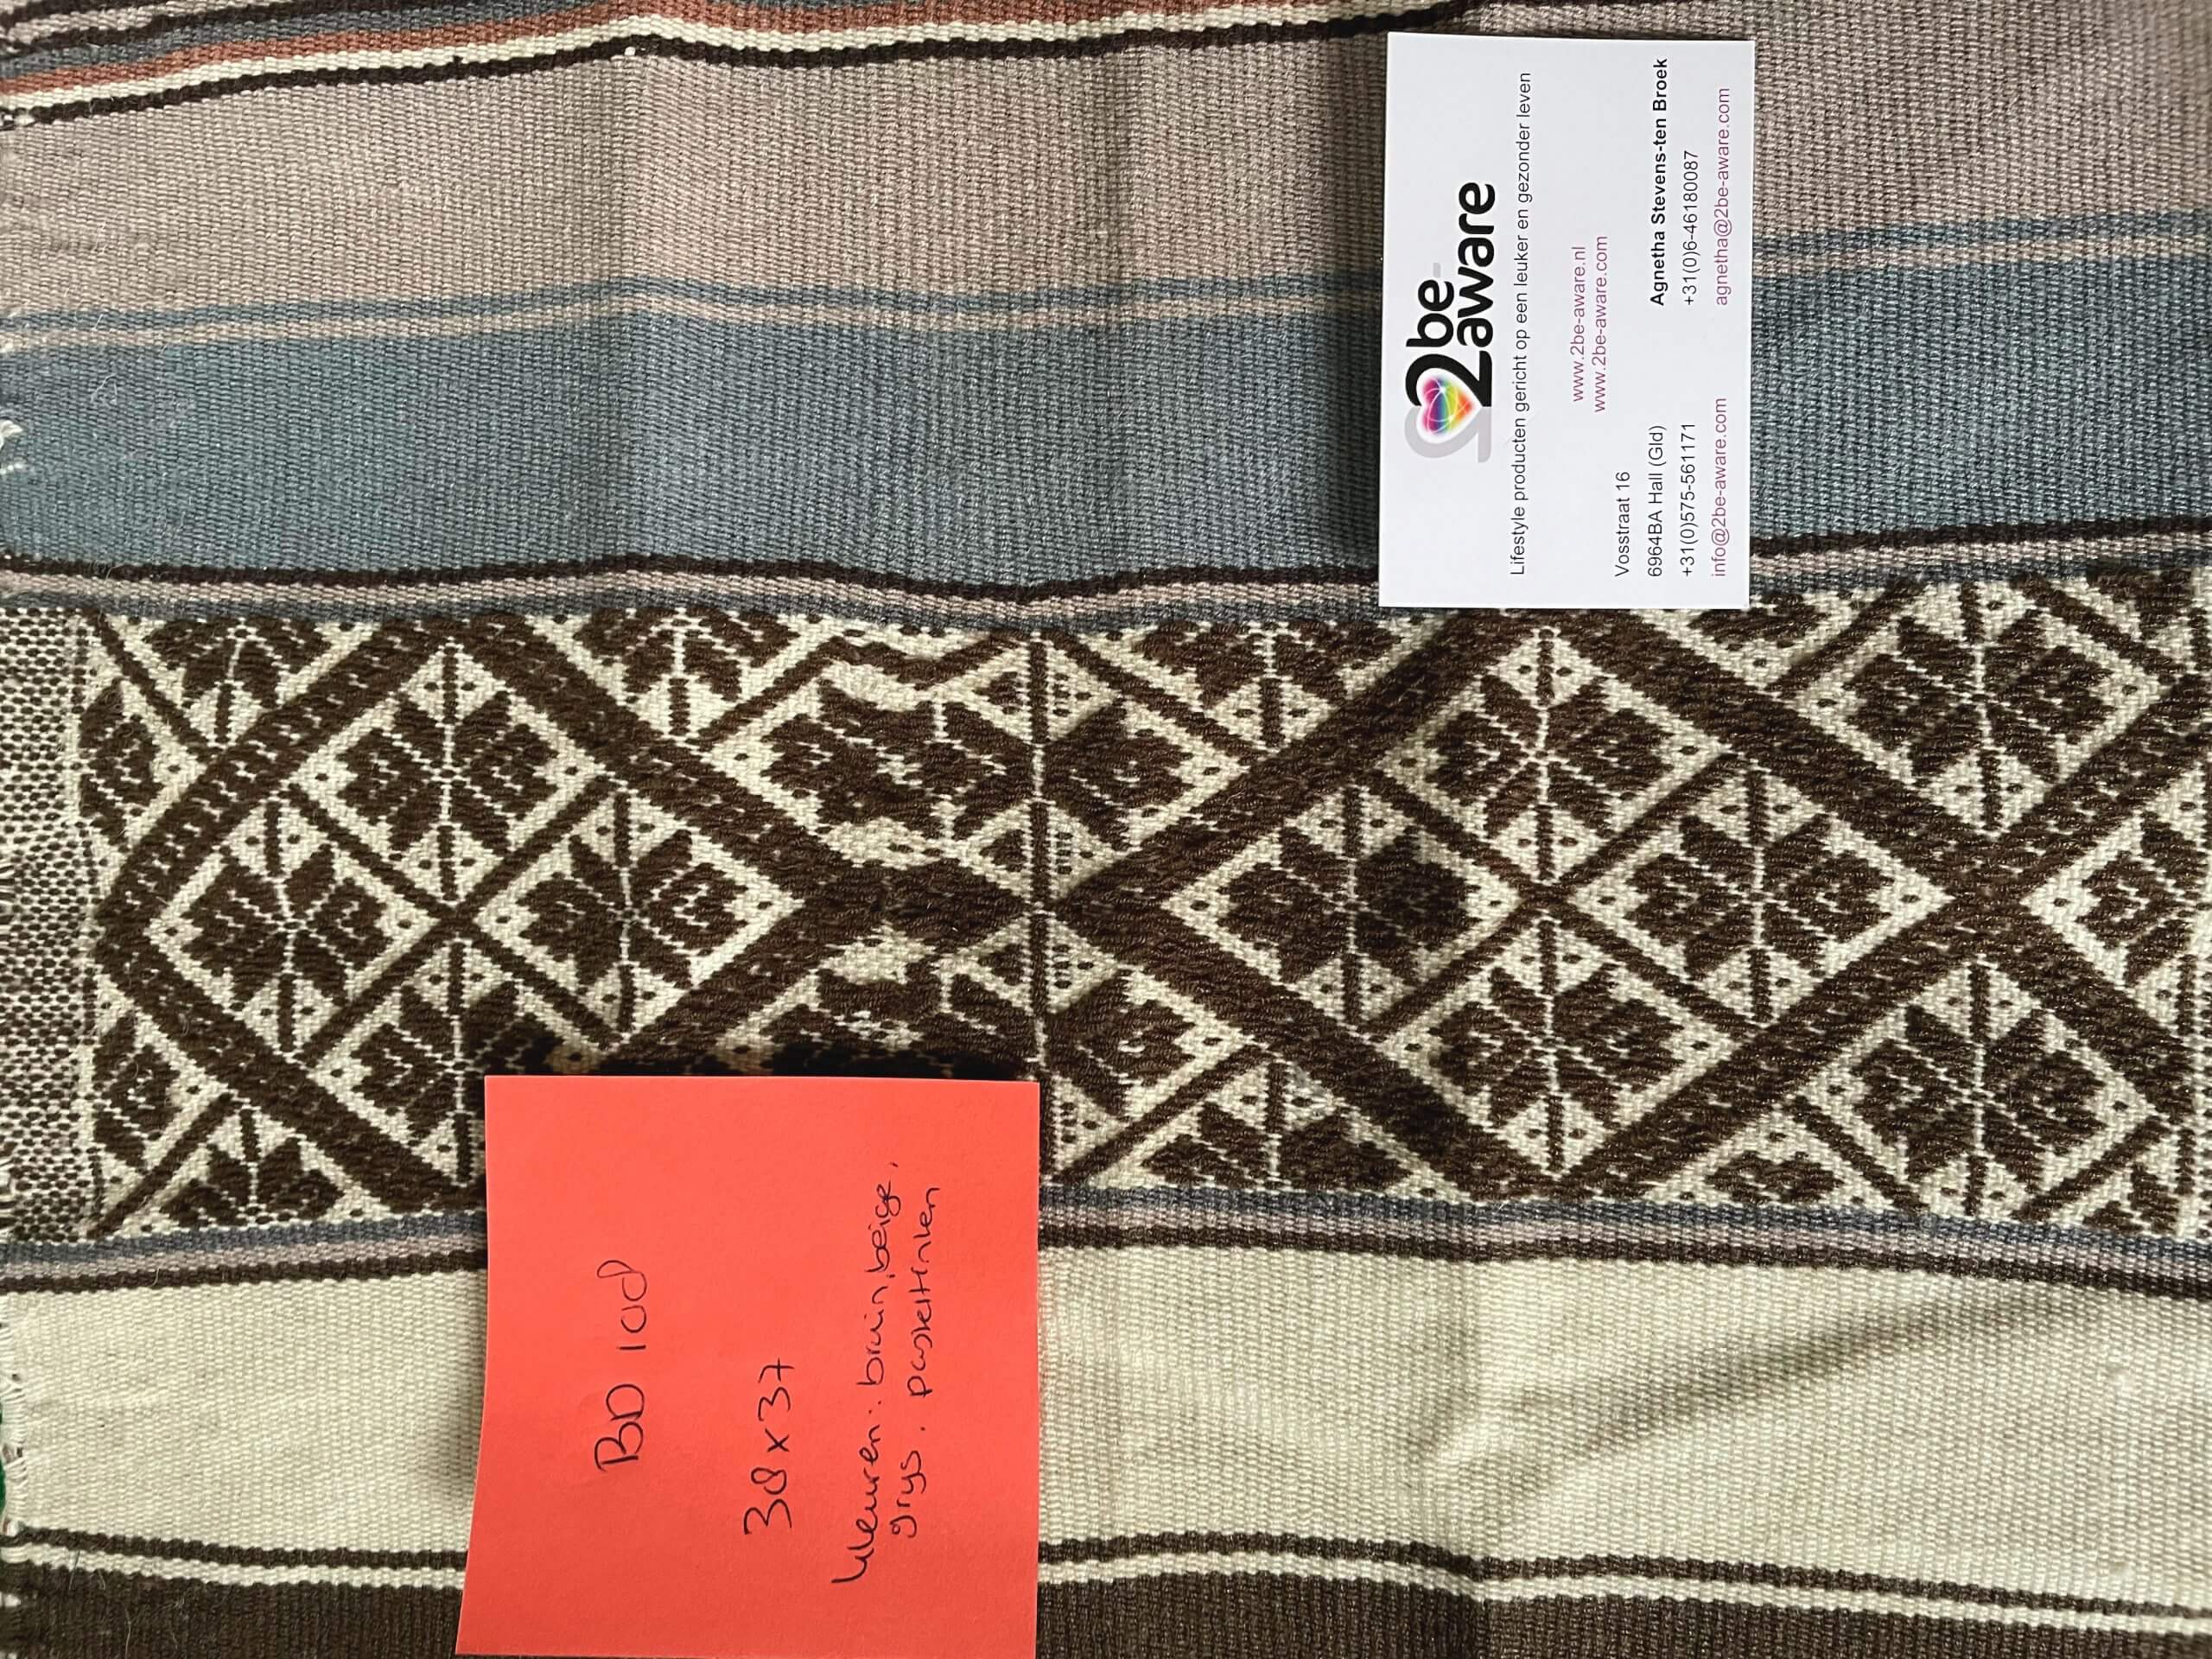 2be-
aware
Lifestyle producten gericht op een leuker en gezonder leven
www.2be-aware.nl
www.2be-aware.com
Vosstraat 16
6964BA Hall (Gld) Agnetha Stevens-ten Broek
+31(0)575-561171 +31(0)6-46180087
info@2be-aware.com agnetha@2be-aware.com
BD 108
38 x 37
kleuren: bruin, beige,
grijs, pasteltinten